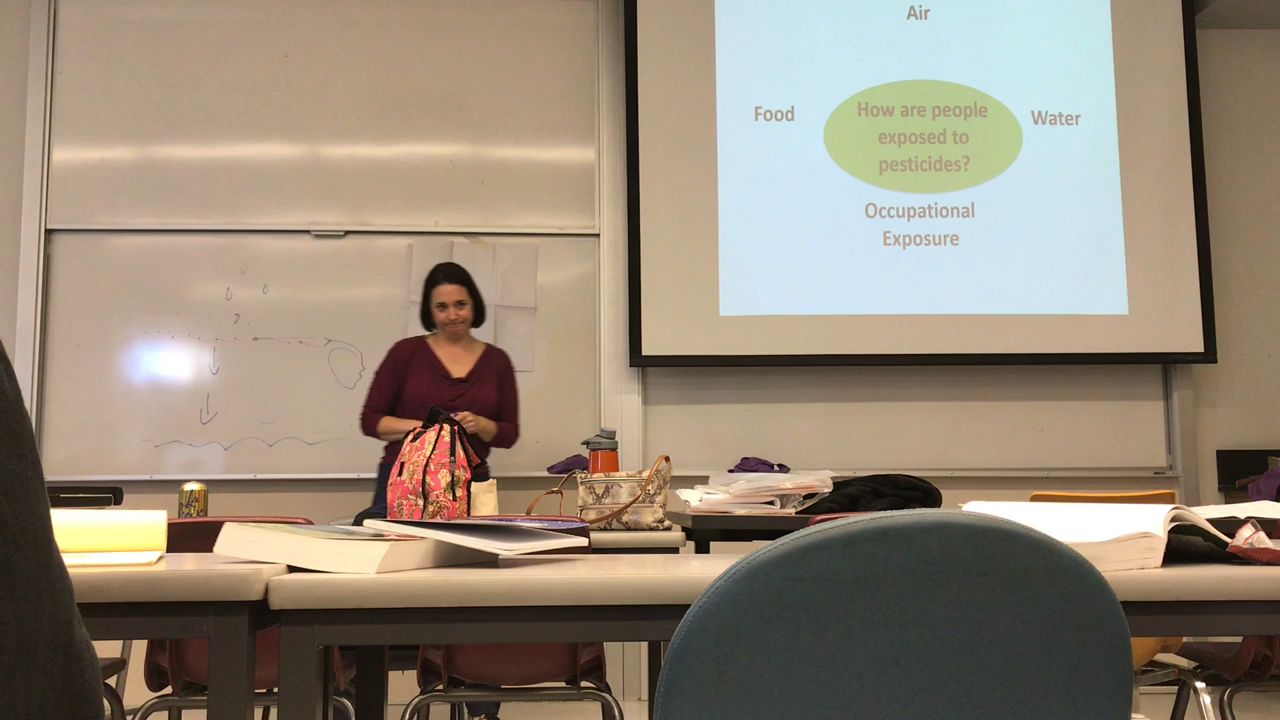 Air
Food
How are people
exposed to
pesticides?
Water
Occupational
Exposure